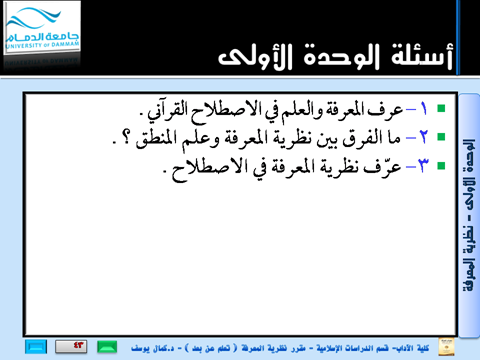 جامعة الدمام
UNIVERSITY OF DAMMAM
أسئلة الوحدة الأولى
١- عرف المعرفة والعلم في الاصطلاح القرآني .
٢- ما الفرق بين نظرية المعرفة وعلم المنطق ؟ .
٣- عرّف نظرية المعرفة في الاصطلاح .
الوحدة الأولى - نظرية المعرفة
كلية الآداب- قسم الدراسات الإسلامية - مقرر نظرية المعرفة ( تعلم عن بعد ) - د.كمال يوسف
٤٣